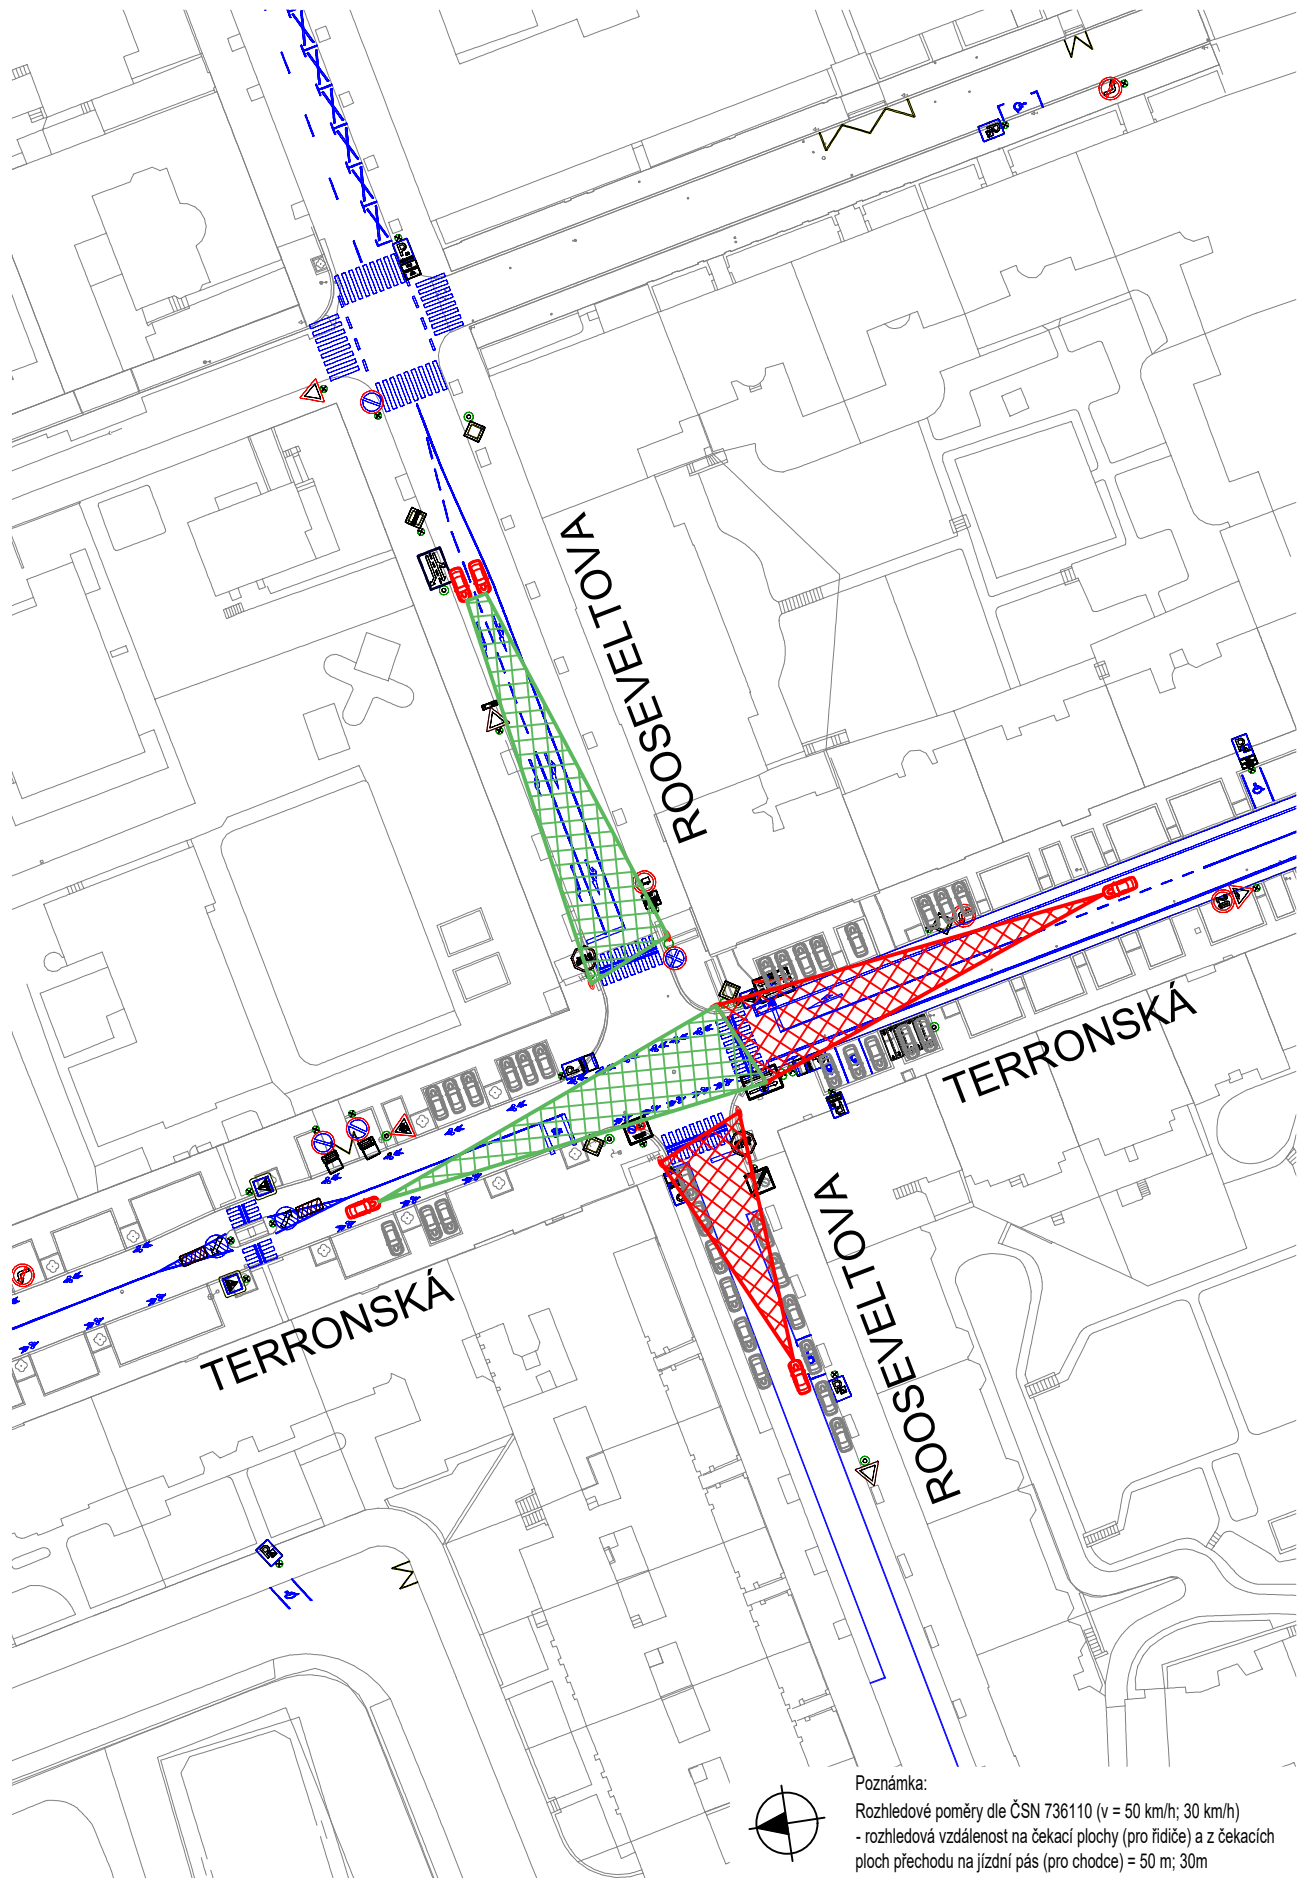 ROOSEVELTOVA
TERRONSKÁ
TERRONSKÁ
ROOSEVELTOVA
Poznámka:
Rozhledové poměry dle ČSN 736110 (v = 50 km/h; 30 km/h)
- rozhledová vzdálenost na čekací plochy (pro řidiče) a z čekacích
ploch přechodu na jízdní pás (pro chodce) = 50 m; 30m